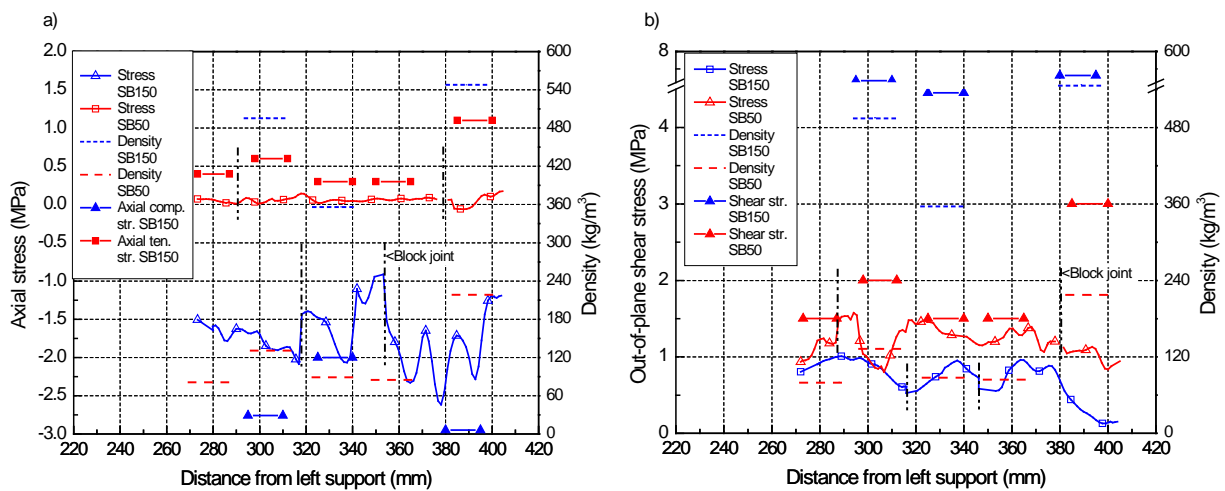 a)
Axial stress (MPa)
2.0
1.5
1.0
0.5
0.0
-0.5
-1.0
-1.5
-2.0
-2.5
-3.0
Stress
SB150
Stress
SB50
Density
SB150
Density
SB50
Axial comp.
str. SB150
Axial ten.
str. SB150
<Block joint
600
540
480
420
360
300
240
180
120
60
0
Density (kg/m³)
220 240 260 280 300 320 340 360 380 400 420
Distance from left support (mm)
b)
Out-of-plane shear stress (MPa)
8
4
3
2
1
0
Stress
SB150
Stress
SB50
Density
SB150
Density
SB50
Shear str.
SB150
Shear str.
SB50
<Block joint
600
540
480
420
360
300
240
180
120
60
0
Density (kg/m³)
220 240 260 280 300 320 340 360 380 400 420
Distance from left support (mm)